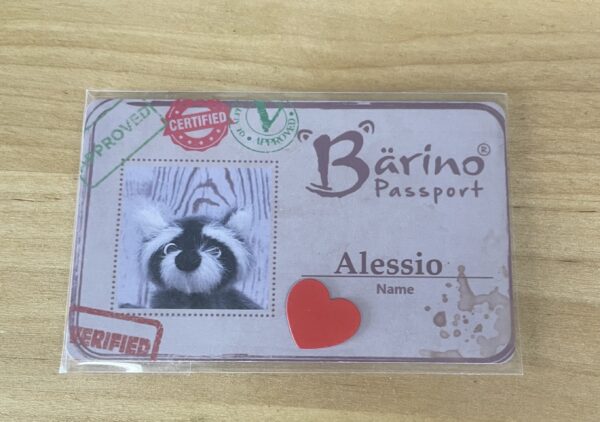 APPROVED!
CERTIFIED
V
APPROVED
Bärino®
Passport
Alessio
Name
VERIFIED